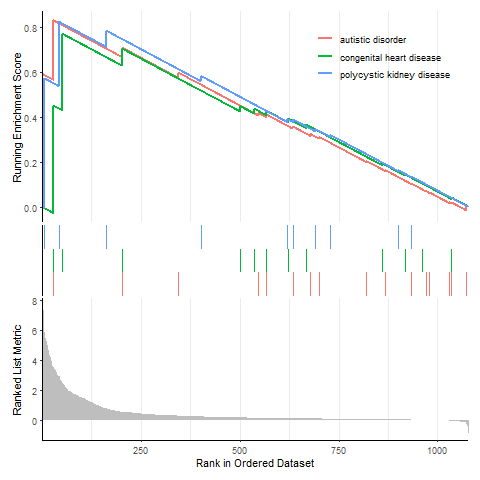 Running Enrichment Score
0.8
0.6
0.4
0.2
0.0
autistic disorder
congenital heart disease
polycystic kidney disease
Ranked List Metric
8
6
4
2
0
250
500
750
1000
Rank in Ordered Dataset